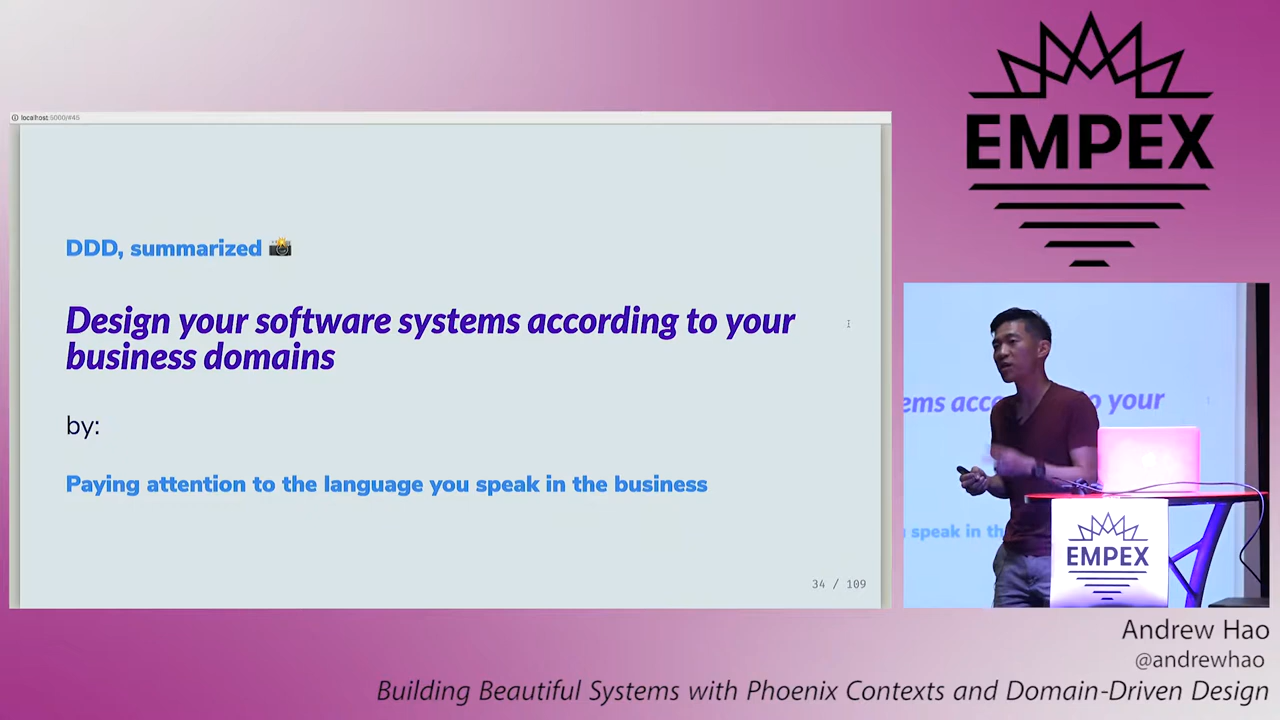 localhost:5000/#45
DDD, summarized 📸
Design your software systems according to your
business domains
by:
Paying attention to the language you speak in the business
34 / 109
EMPEX
ems acc
o your
speak in th
EMPEX
Andrew Hao
@andrewhao
Building Beautiful Systems with Phoenix Contexts and Domain-Driven Design